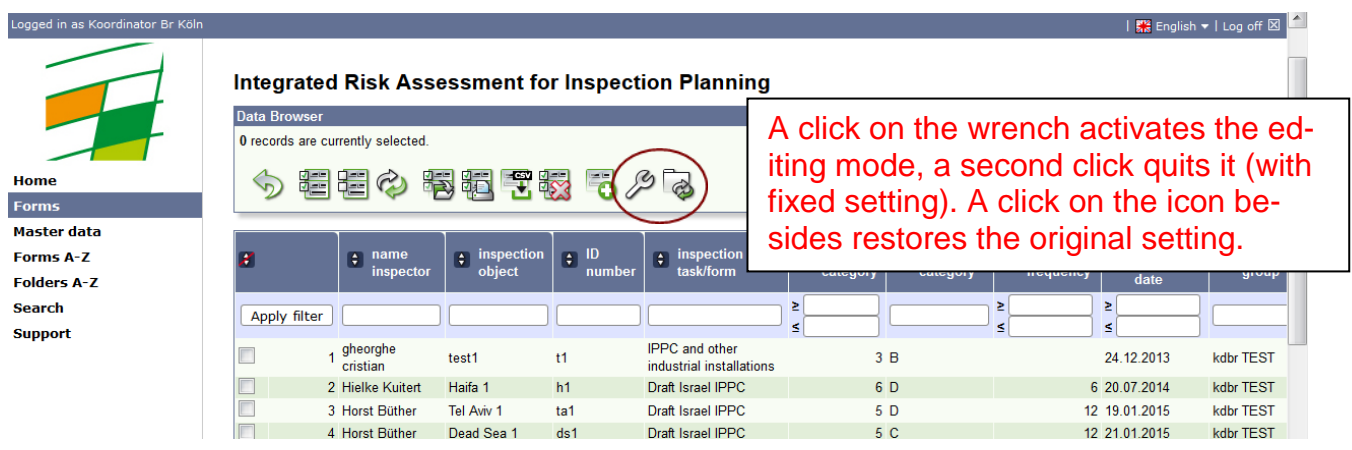 Logged in as Koordinator Br Köln | English ▾ | Log off
Integrated Risk Assessment for Inspection Planning
Data Browser
0 records are currently selected.
CSV
A click on the wrench activates the ed-
iting mode, a second click quits it (with
fixed setting). A click on the icon be-
sides restores the original setting.
Home
Forms
Master data
Forms A-Z
Folders A-Z
Search
Support
name inspector inspection object ID number inspection task/form category category frequency date group
Apply filter ≥ ≤ ≥ ≤ ≥ ≤
1 gheorghe cristian test1 t1 IPPC and other industrial installations 3 B 24.12.2013 kdbr TEST
2 Hielke Kuitert Haifa 1 h1 Draft Israel IPPC 6 D 6 20.07.2014 kdbr TEST
3 Horst Büther Tel Aviv 1 ta1 Draft Israel IPPC 5 D 12 19.01.2015 kdbr TEST
4 Horst Büther Dead Sea 1 ds1 Draft Israel IPPC 5 C 12 21.01.2015 kdbr TEST